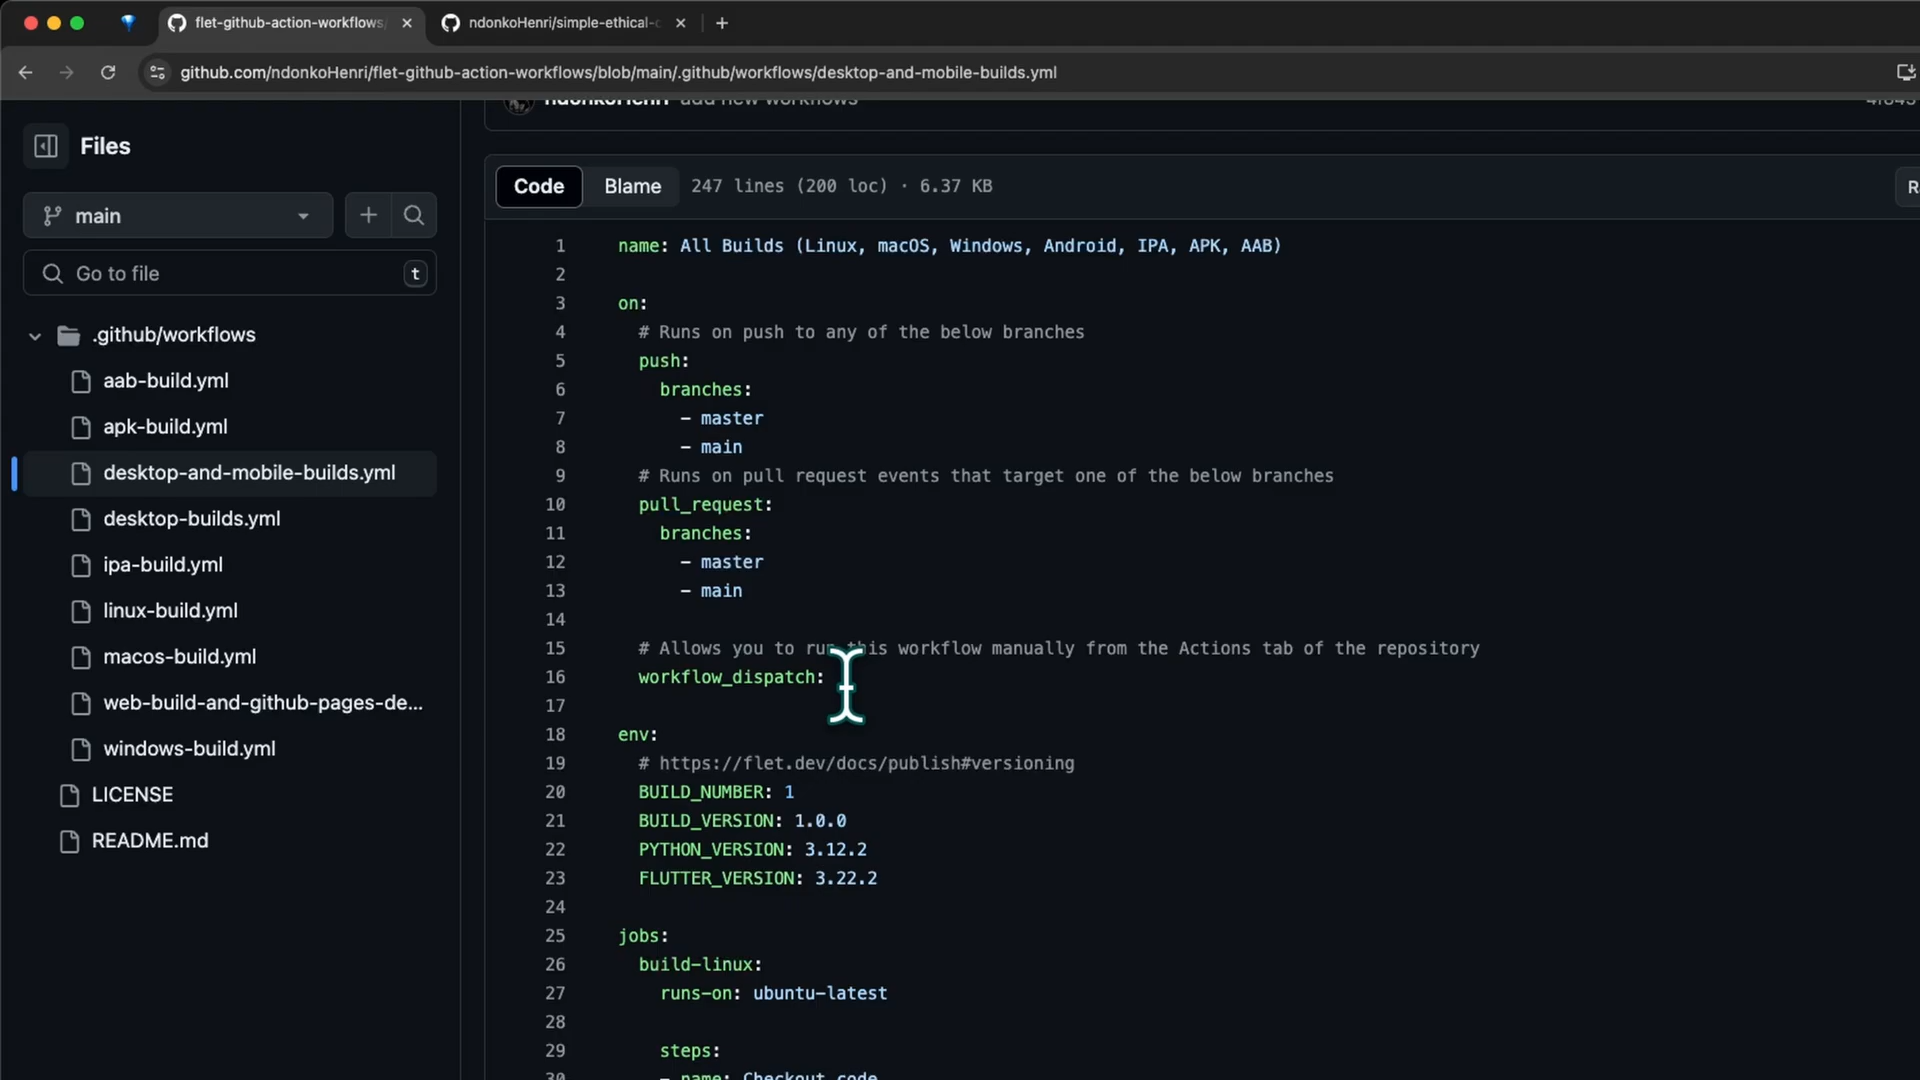 flet-github-action-workflows/
ndonkoHenri/simple-ethical-
github.com/ndonkoHenri/flet-github-action-workflows/blob/main/.github/workflows/desktop-and-mobile-builds.yml
ndonkoHenri add new workflows
Files
main
Go to file
t
.github/workflows
aab-build.yml
apk-build.yml
desktop-and-mobile-builds.yml
desktop-builds.yml
ipa-build.yml
linux-build.yml
macos-build.yml
web-build-and-github-pages-de...
windows-build.yml
LICENSE
README.md
Code Blame 247 lines (200 loc) · 6.37 KB
1 name: All Builds (Linux, macOS, Windows, Android, IPA, APK, AAB)
2
3 on:
4 # Runs on push to any of the below branches
5 push:
6 branches:
7 - master
8 - main
9 # Runs on pull request events that target one of the below branches
10 pull_request:
11 branches:
12 - master
13 - main
14
15 # Allows you to run this workflow manually from the Actions tab of the repository
16 workflow_dispatch:
17
18 env:
19 # https://flet.dev/docs/publish#versioning
20 BUILD_NUMBER: 1
21 BUILD_VERSION: 1.0.0
22 PYTHON_VERSION: 3.12.2
23 FLUTTER_VERSION: 3.22.2
24
25 jobs:
26 build-linux:
27 runs-on: ubuntu-latest
28
29 steps:
30 - name: Checkout code